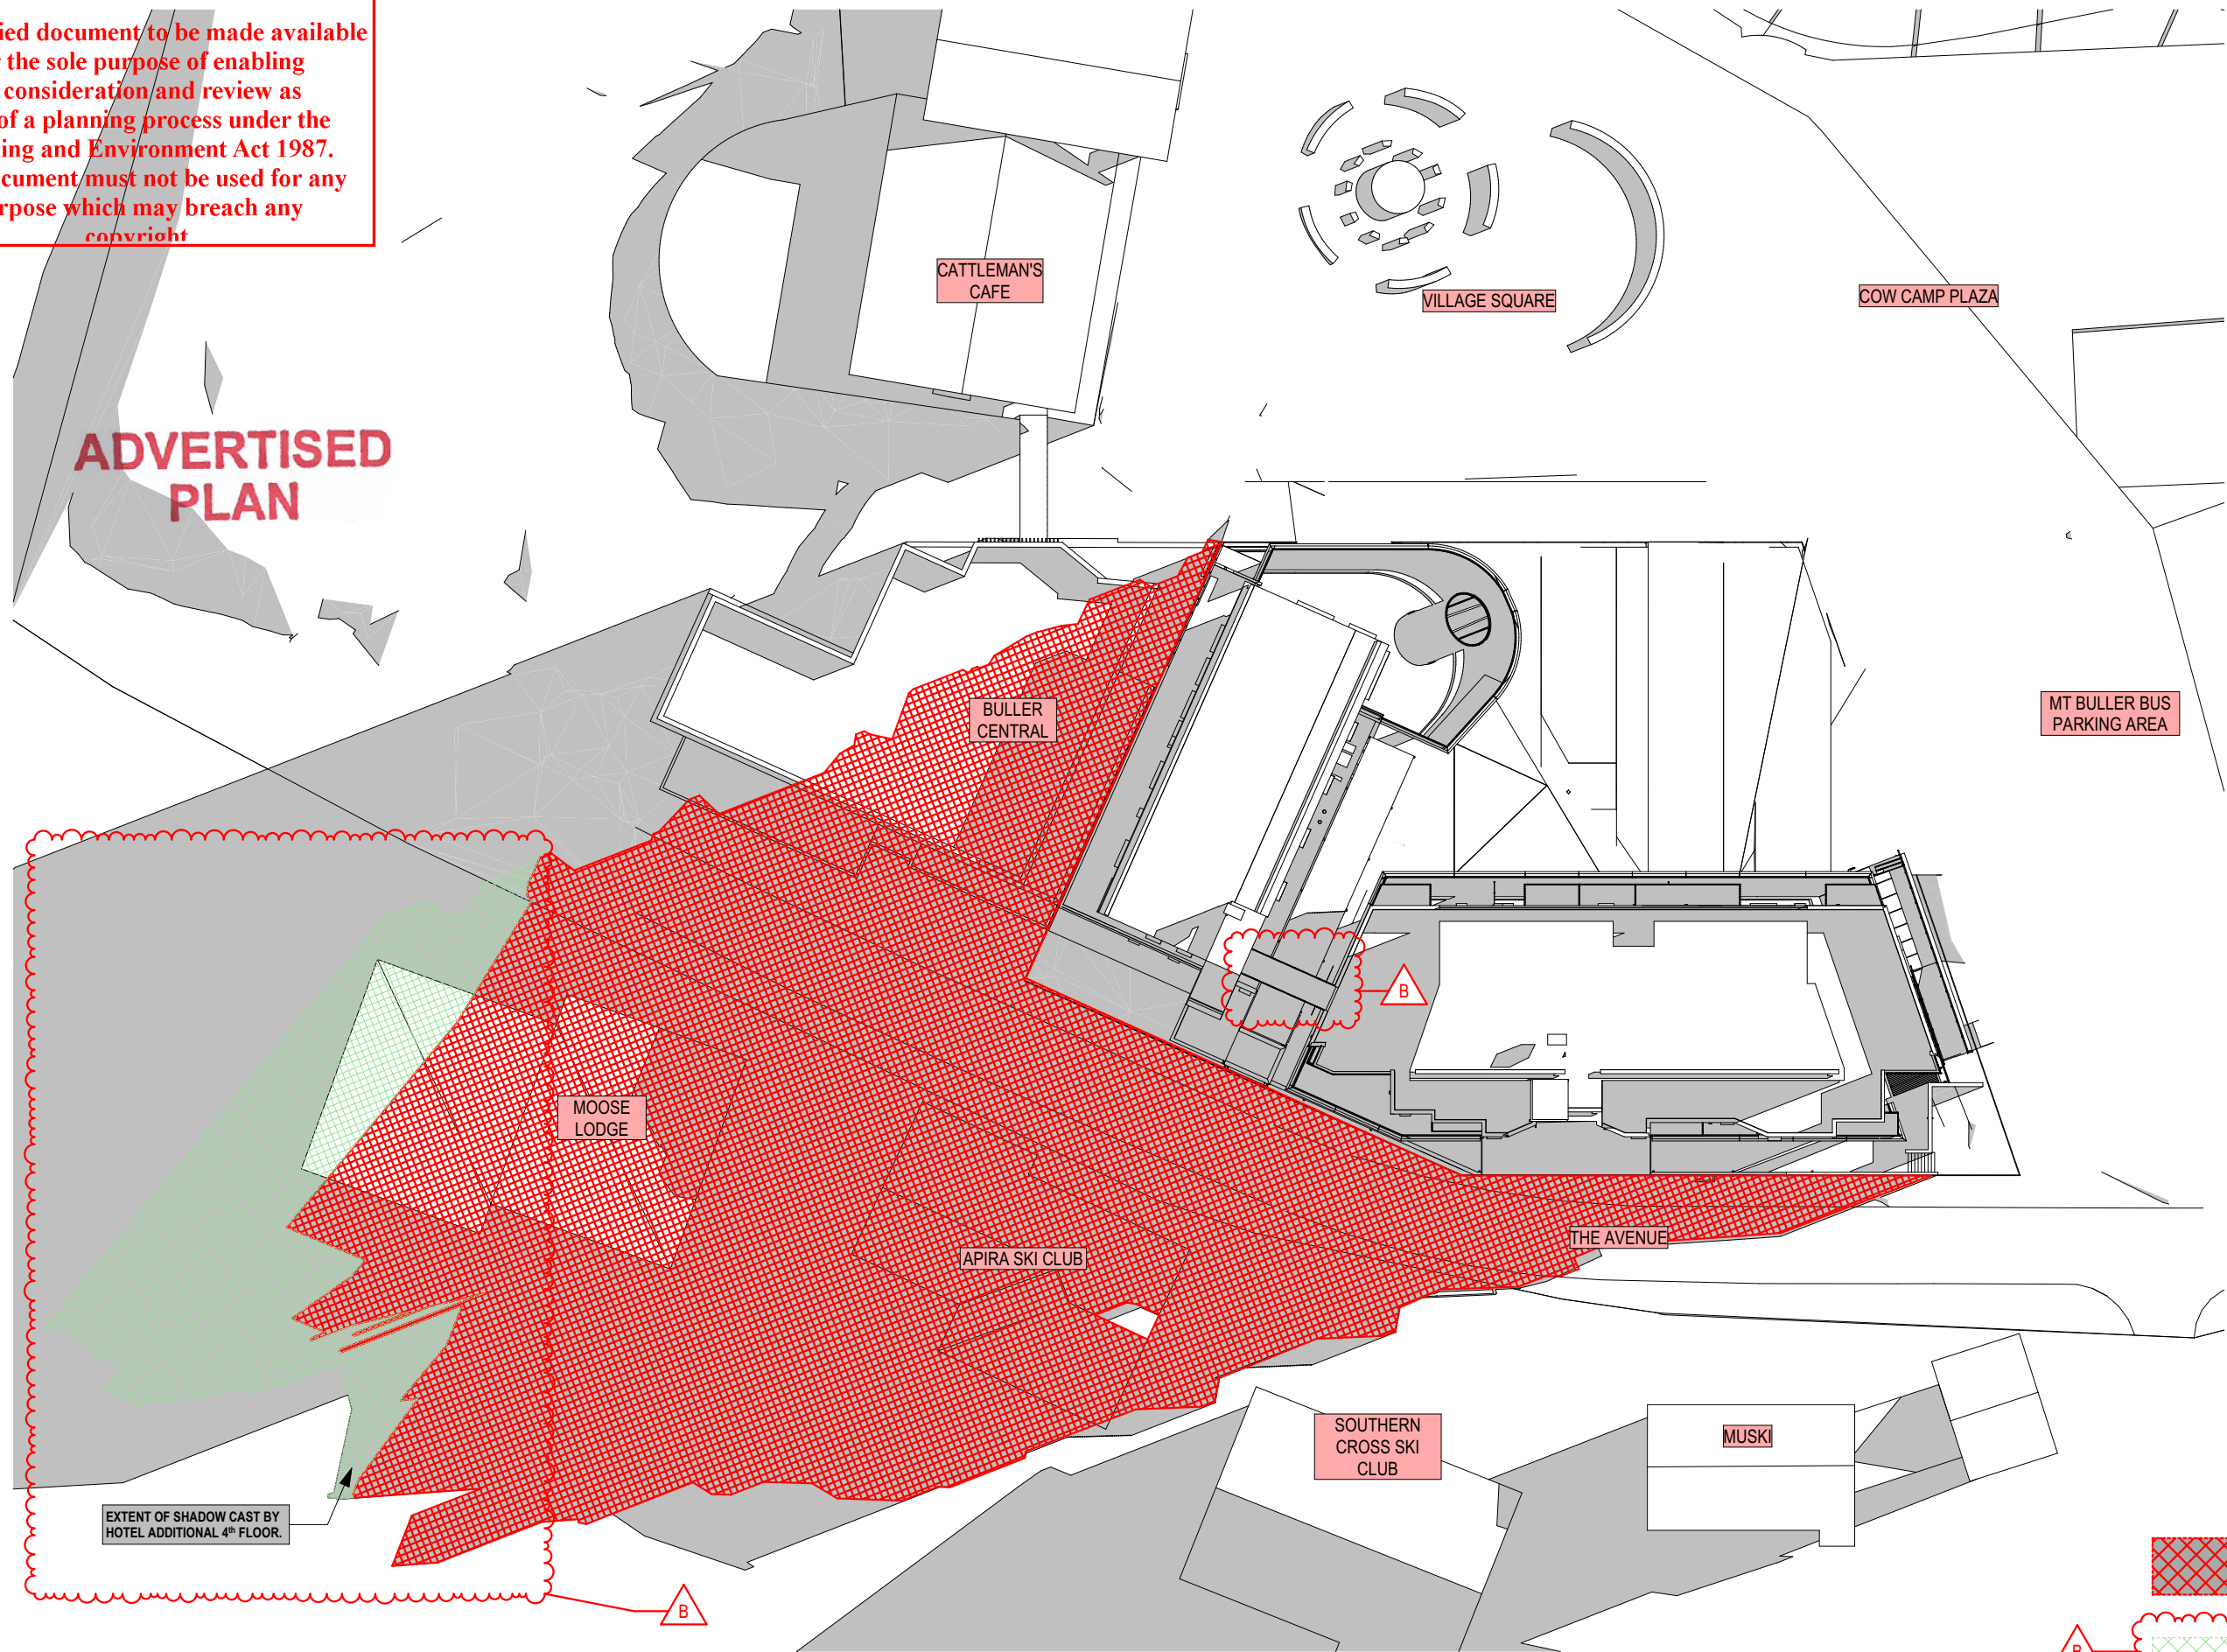 ied document to be made available
the sole purpose of enabling
consideration and review as
of a planning process under the
ing and Environment Act 1987.
cument must not be used for any
rpose which may breach any
copyright
ADVERTISED
PLAN
CATTLEMAN'S
CAFE
VILLAGE SQUARE
COW CAMP PLAZA
BULLER
CENTRAL
MT BULLER BUS
PARKING AREA
B
MOOSE
LODGE
APIRA SKI CLUB
THE AVENUE
SOUTHERN
CROSS SKI
CLUB
MUSKI
EXTENT OF SHADOW CAST BY
HOTEL ADDITIONAL 4th FLOOR.
B
B